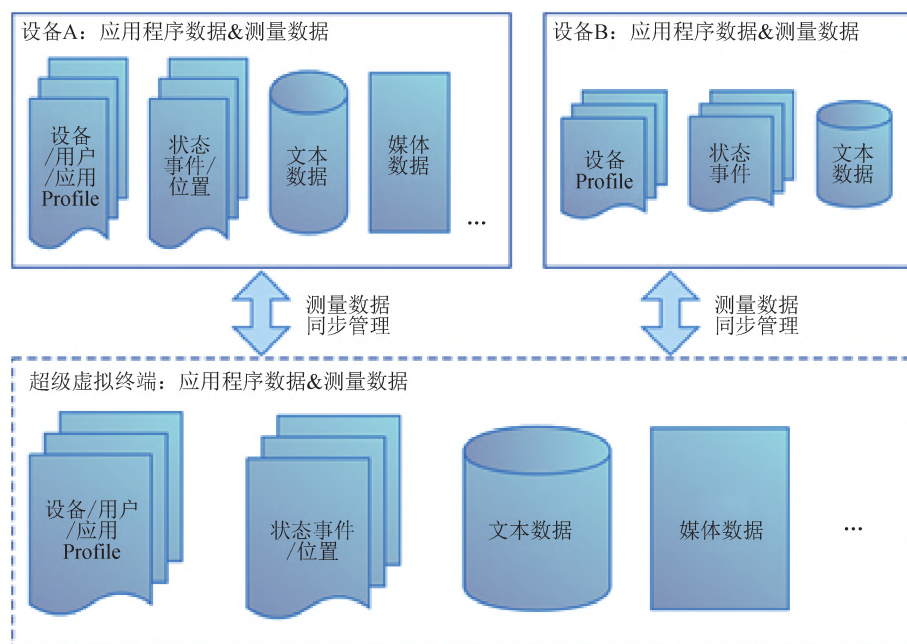 设备A：应用程序数据&测量数据
设备
/用户
/应用
Profile
状态
事件/
位置
文本
数据
媒体
数据
...
设备B：应用程序数据&测量数据
设备
Profile
状态
事件
文本
数据
测量数据
同步管理
测量数据
同步管理
超级虚拟终端：应用程序数据&测量数据
设备/用户
/应用
Profile
状态事件
/位置
文本数据
媒体数据
...